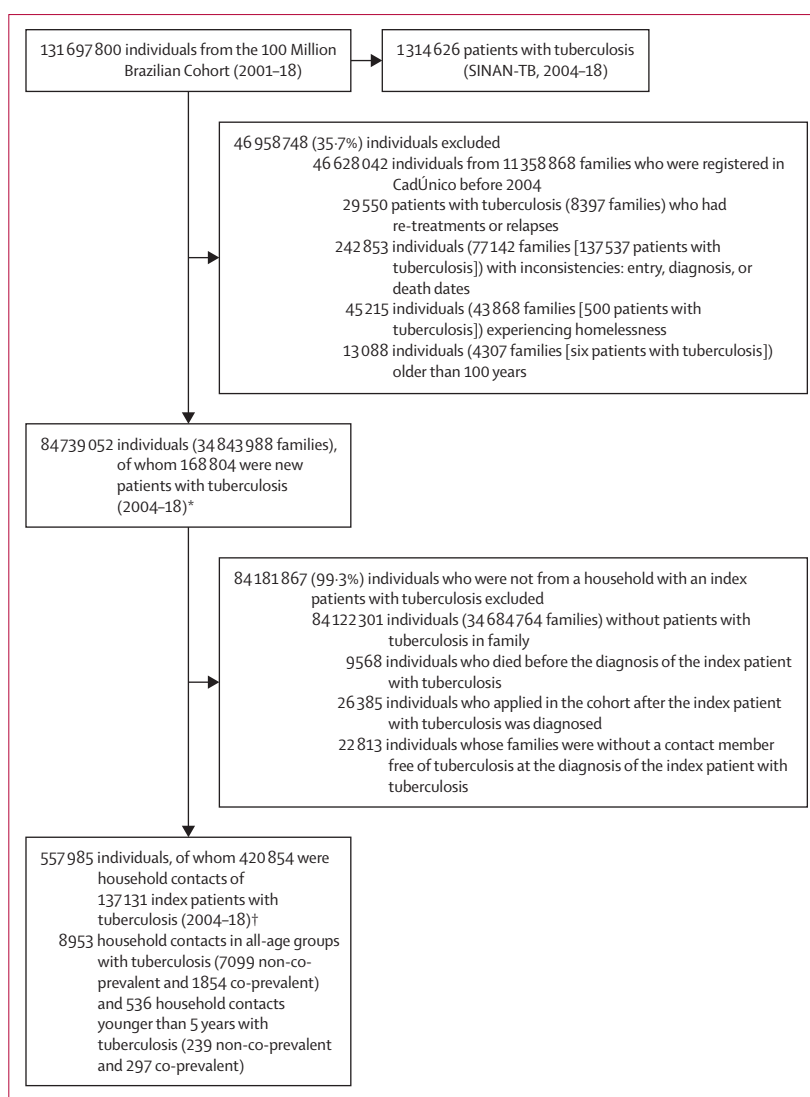 131 697 800 individuals from the 100 Million
Brazilian Cohort (2001–18)
1 314 626 patients with tuberculosis
(SINAN-TB, 2004–18)
46 958 748 (35·7%) individuals excluded
46 628 042 individuals from 11 358 868 families who were registered in
CadÚnico before 2004
29 550 patients with tuberculosis (8397 families) who had
re-treatments or relapses
242 853 individuals (77 142 families [137 537 patients with
tuberculosis]) with inconsistencies: entry, diagnosis, or
death dates
45 215 individuals (43 868 families [500 patients with
tuberculosis]) experiencing homelessness
13 088 individuals (4307 families [six patients with tuberculosis])
older than 100 years
84 739 052 individuals (34 843 988 families),
of whom 168 804 were new
patients with tuberculosis
(2004–18)*
84 181 867 (99·3%) individuals who were not from a household with an index
patients with tuberculosis excluded
84 122 301 individuals (34 684 764 families) without patients with
tuberculosis in family
9568 individuals who died before the diagnosis of the index patient
with tuberculosis
26 385 individuals who applied in the cohort after the index patient
with tuberculosis was diagnosed
22 813 individuals whose families were without a contact member
free of tuberculosis at the diagnosis of the index patient with
tuberculosis
557 985 individuals, of whom 420 854 were
household contacts of
137 131 index patients with
tuberculosis (2004–18)†
8953 household contacts in all-age groups
with tuberculosis (7099 non-co-
prevalent and 1854 co-prevalent)
and 536 household contacts
younger than 5 years with
tuberculosis (239 non-co-prevalent
and 297 co-prevalent)